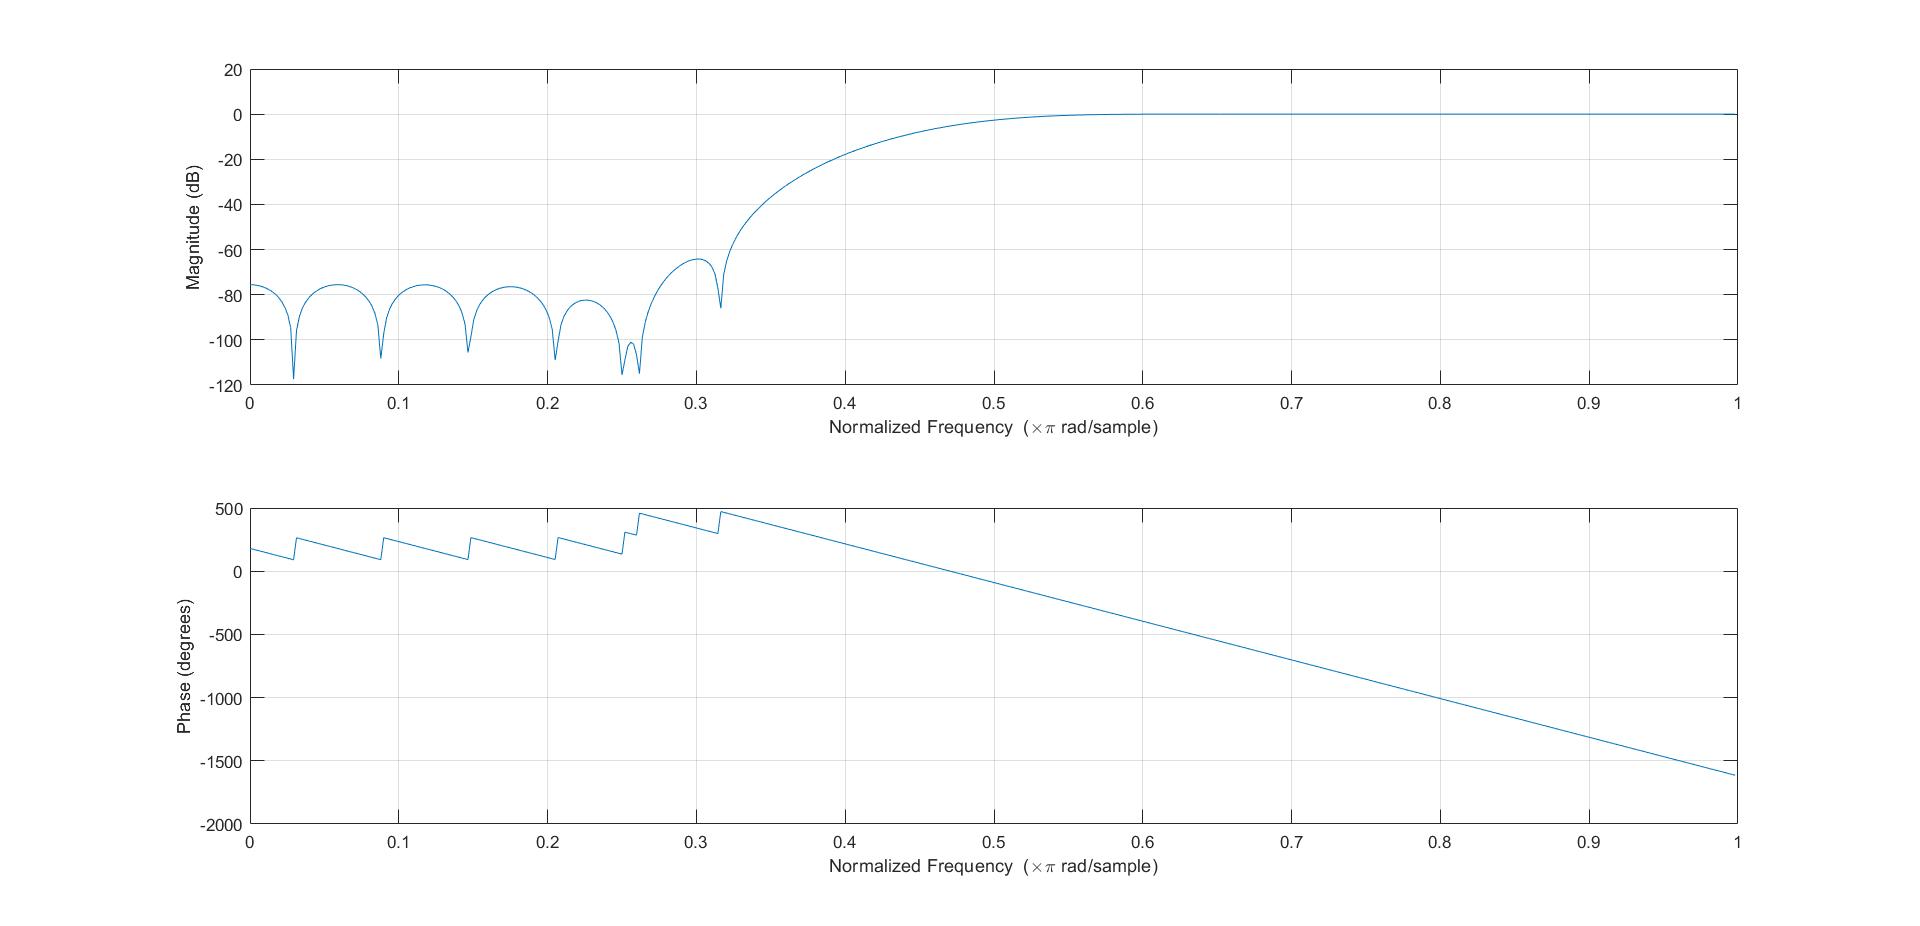 20
0
-20
-40
-60
-80
-100
-120
Magnitude (dB)
0 0.1 0.2 0.3 0.4 0.5 0.6 0.7 0.8 0.9 1
Normalized Frequency (×π rad/sample)
500
0
-500
-1000
-1500
-2000
Phase (degrees)
0 0.1 0.2 0.3 0.4 0.5 0.6 0.7 0.8 0.9 1
Normalized Frequency (×π rad/sample)